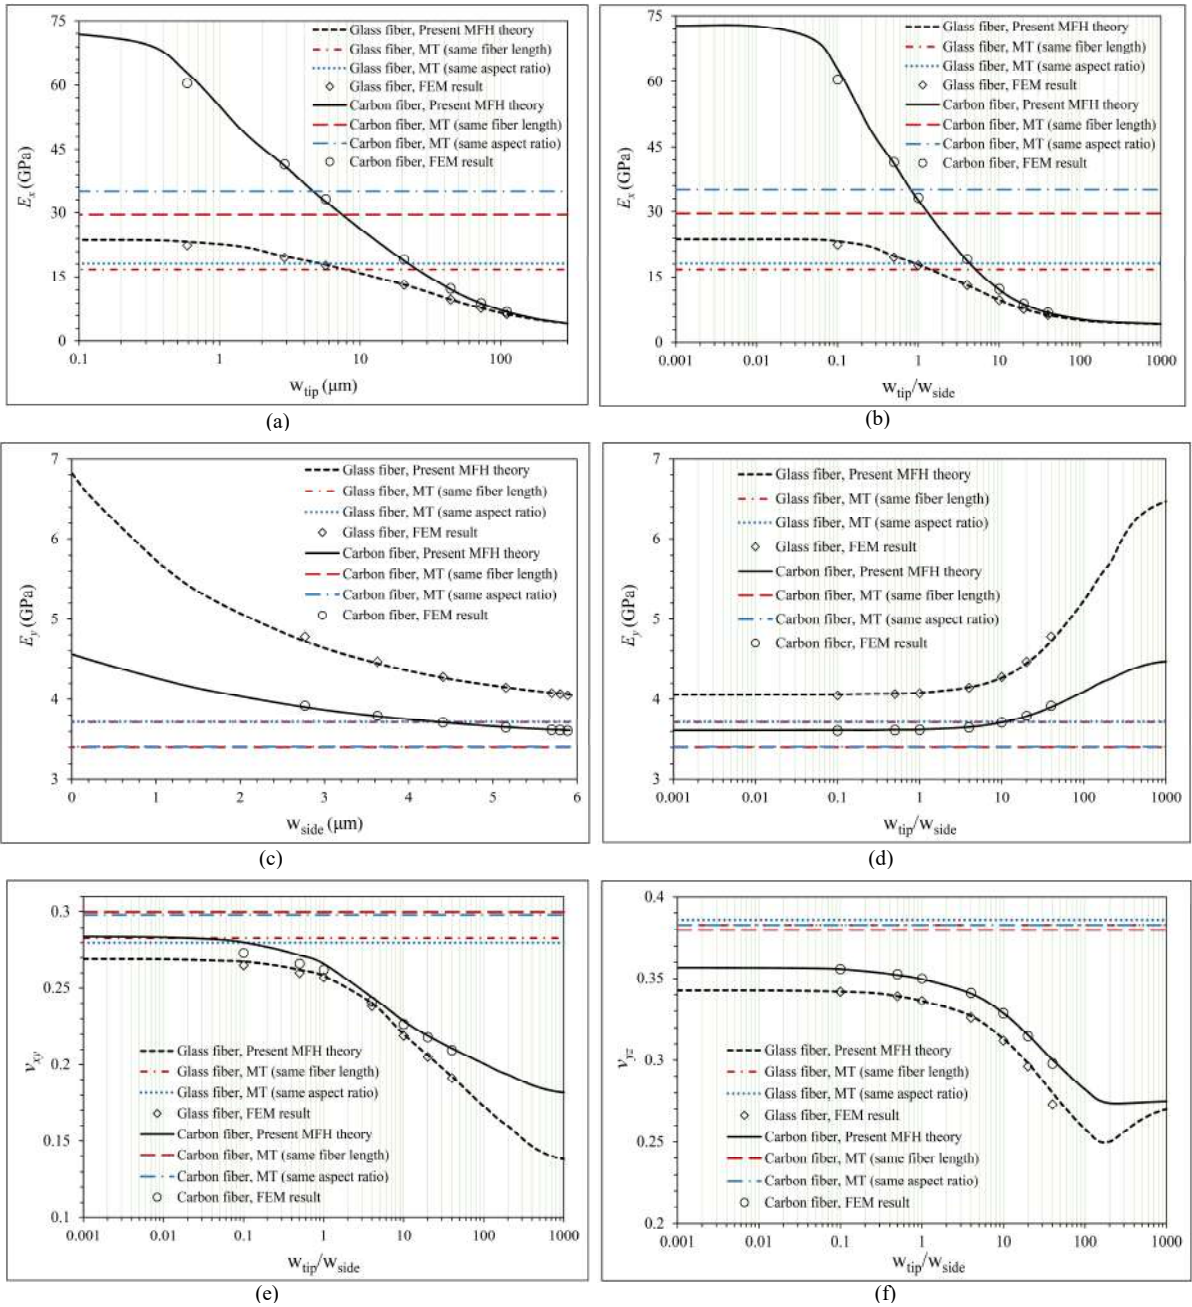 75
60
45
30
15
0
E_x (GPa)
Glass fiber, Present MFH theory
Glass fiber, MT (same fiber length)
Glass fiber, MT (same aspect ratio)
Glass fiber, FEM result
Carbon fiber, Present MFH theory
Carbon fiber, MT (same fiber length)
Carbon fiber, MT (same aspect ratio)
Carbon fiber, FEM result
0.1 1 10 100
w_tip (μm)
(a)
75
60
45
30
15
0
E_x (GPa)
Glass fiber, Present MFH theory
Glass fiber, MT (same fiber length)
Glass fiber, MT (same aspect ratio)
Glass fiber, FEM result
Carbon fiber, Present MFH theory
Carbon fiber, MT (same fiber length)
Carbon fiber, MT (same aspect ratio)
Carbon fiber, FEM result
0.001 0.01 0.1 1 10 100 1000
w_tip/w_side
(b)
7
6
5
4
3
E_y (GPa)
Glass fiber, Present MFH theory
Glass fiber, MT (same fiber length)
Glass fiber, MT (same aspect ratio)
Glass fiber, FEM result
Carbon fiber, Present MFH theory
Carbon fiber, MT (same fiber length)
Carbon fiber, MT (same aspect ratio)
Carbon fiber, FEM result
0 1 2 3 4 5 6
w_side (μm)
(c)
7
6
5
4
3
E_y (GPa)
Glass fiber, Present MFH theory
Glass fiber, MT (same fiber length)
Glass fiber, MT (same aspect ratio)
Glass fiber, FEM result
Carbon fiber, Present MFH theory
Carbon fiber, MT (same fiber length)
Carbon fiber, MT (same aspect ratio)
Carbon fiber, FEM result
0.001 0.01 0.1 1 10 100 1000
w_tip/w_side
(d)
0.3
0.25
0.2
0.15
0.1
ν_xy
Glass fiber, Present MFH theory
Glass fiber, MT (same fiber length)
Glass fiber, MT (same aspect ratio)
Glass fiber, FEM result
Carbon fiber, Present MFH theory
Carbon fiber, MT (same fiber length)
Carbon fiber, MT (same aspect ratio)
Carbon fiber, FEM result
0.001 0.01 0.1 1 10 100 1000
w_tip/w_side
(e)
0.4
0.35
0.3
0.25
0.2
ν_yz
Glass fiber, Present MFH theory
Glass fiber, MT (same fiber length)
Glass fiber, MT (same aspect ratio)
Glass fiber, FEM result
Carbon fiber, Present MFH theory
Carbon fiber, MT (same fiber length)
Carbon fiber, MT (same aspect ratio)
Carbon fiber, FEM result
0.001 0.01 0.1 1 10 100 1000
w_tip/w_side
(f)